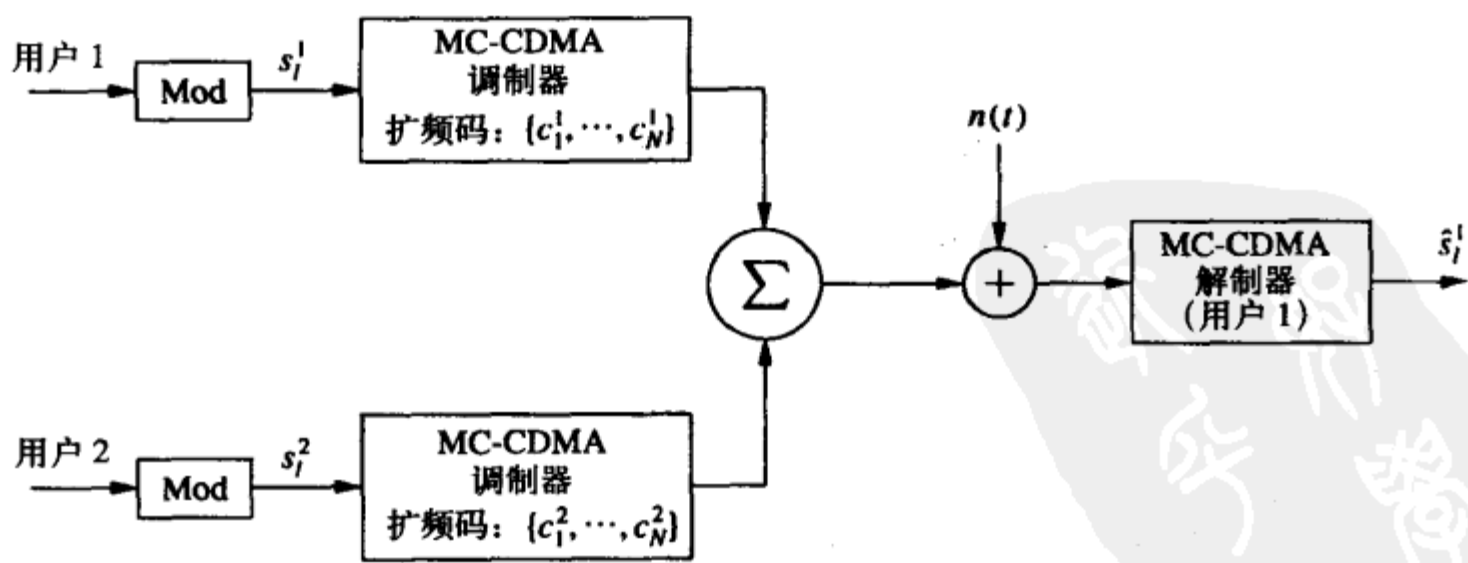 用户 1
Mod
s_l^1
MC-CDMA
调制器
扩频码：{c_1^1, ⋯, c_N^1}
n(t)
Σ
+
MC-CDMA
解制器
（用户 1）
ŝ_l^1
用户 2
Mod
s_l^2
MC-CDMA
调制器
扩频码：{c_1^2, ⋯, c_N^2}